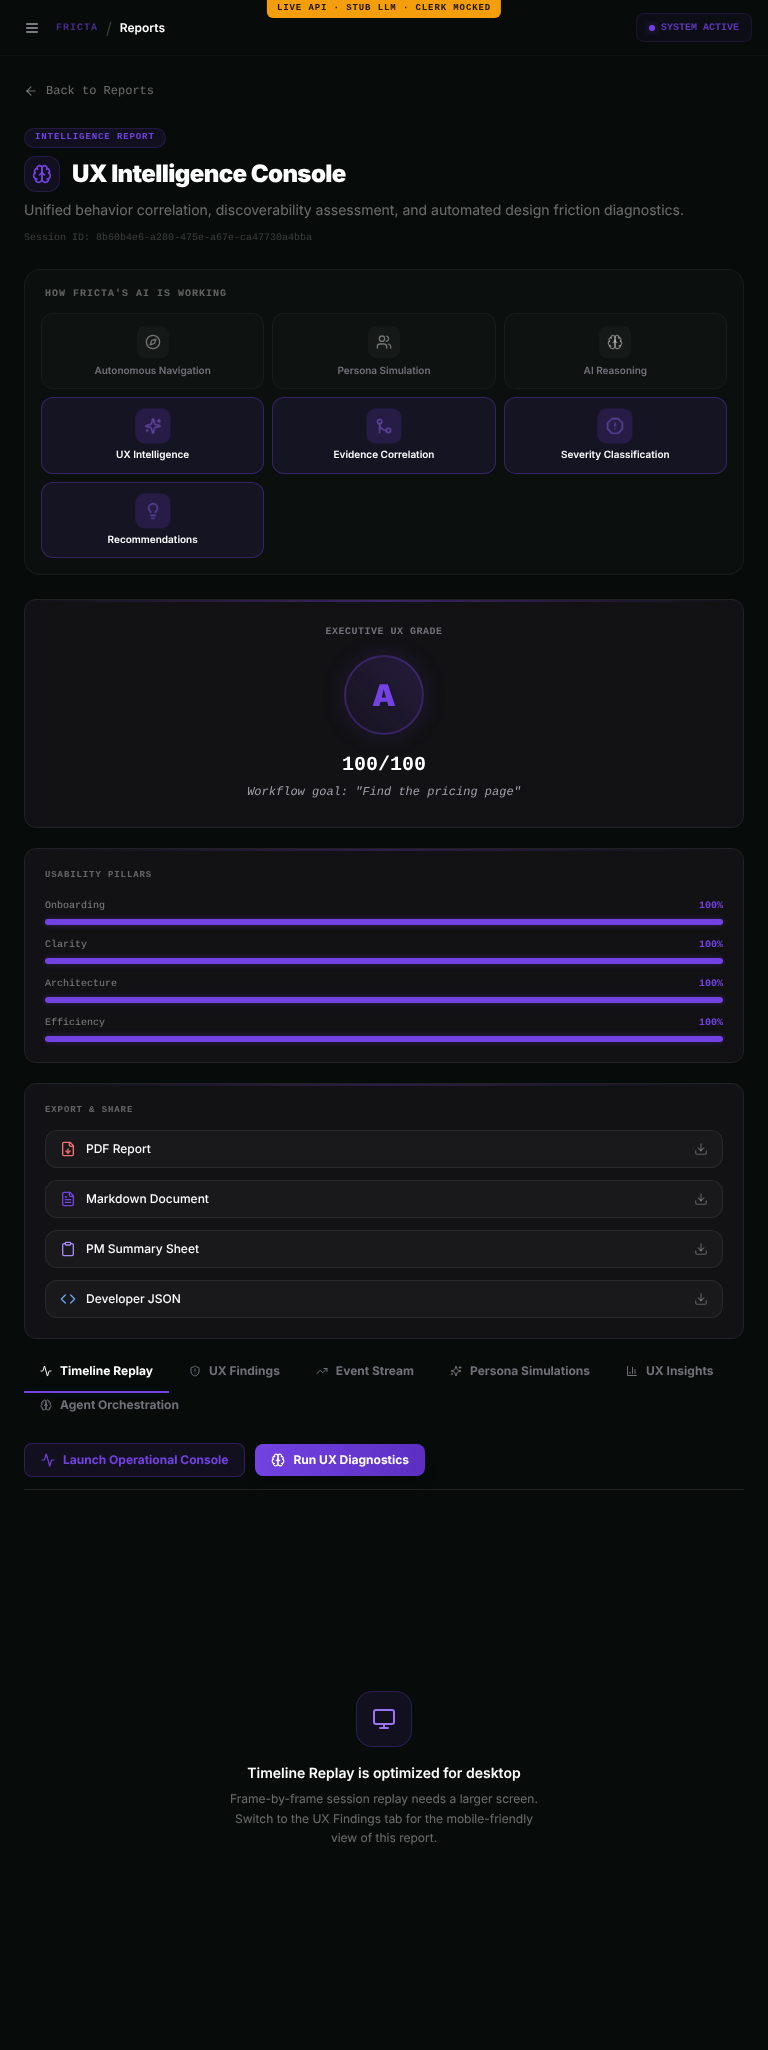 LIVE API · STUB LLM · CLERK MOCKED
FRICTA / Reports
SYSTEM ACTIVE
Back to Reports
INTELLIGENCE REPORT
UX Intelligence Console
Unified behavior correlation, discoverability assessment, and automated design friction diagnostics.
Session ID: 8b60b4e6-a280-475e-a67e-ca47730a4bba
HOW FRICTA'S AI IS WORKING
Autonomous Navigation
Persona Simulation
AI Reasoning
UX Intelligence
Evidence Correlation
Severity Classification
Recommendations
EXECUTIVE UX GRADE
A
100/100
Workflow goal: "Find the pricing page"
USABILITY PILLARS
Onboarding 100%
Clarity 100%
Architecture 100%
Efficiency 100%
EXPORT & SHARE
PDF Report
Markdown Document
PM Summary Sheet
Developer JSON
Timeline Replay
UX Findings
Event Stream
Persona Simulations
UX Insights
Agent Orchestration
Launch Operational Console
Run UX Diagnostics
Timeline Replay is optimized for desktop
Frame-by-frame session replay needs a larger screen.
Switch to the UX Findings tab for the mobile-friendly
view of this report.